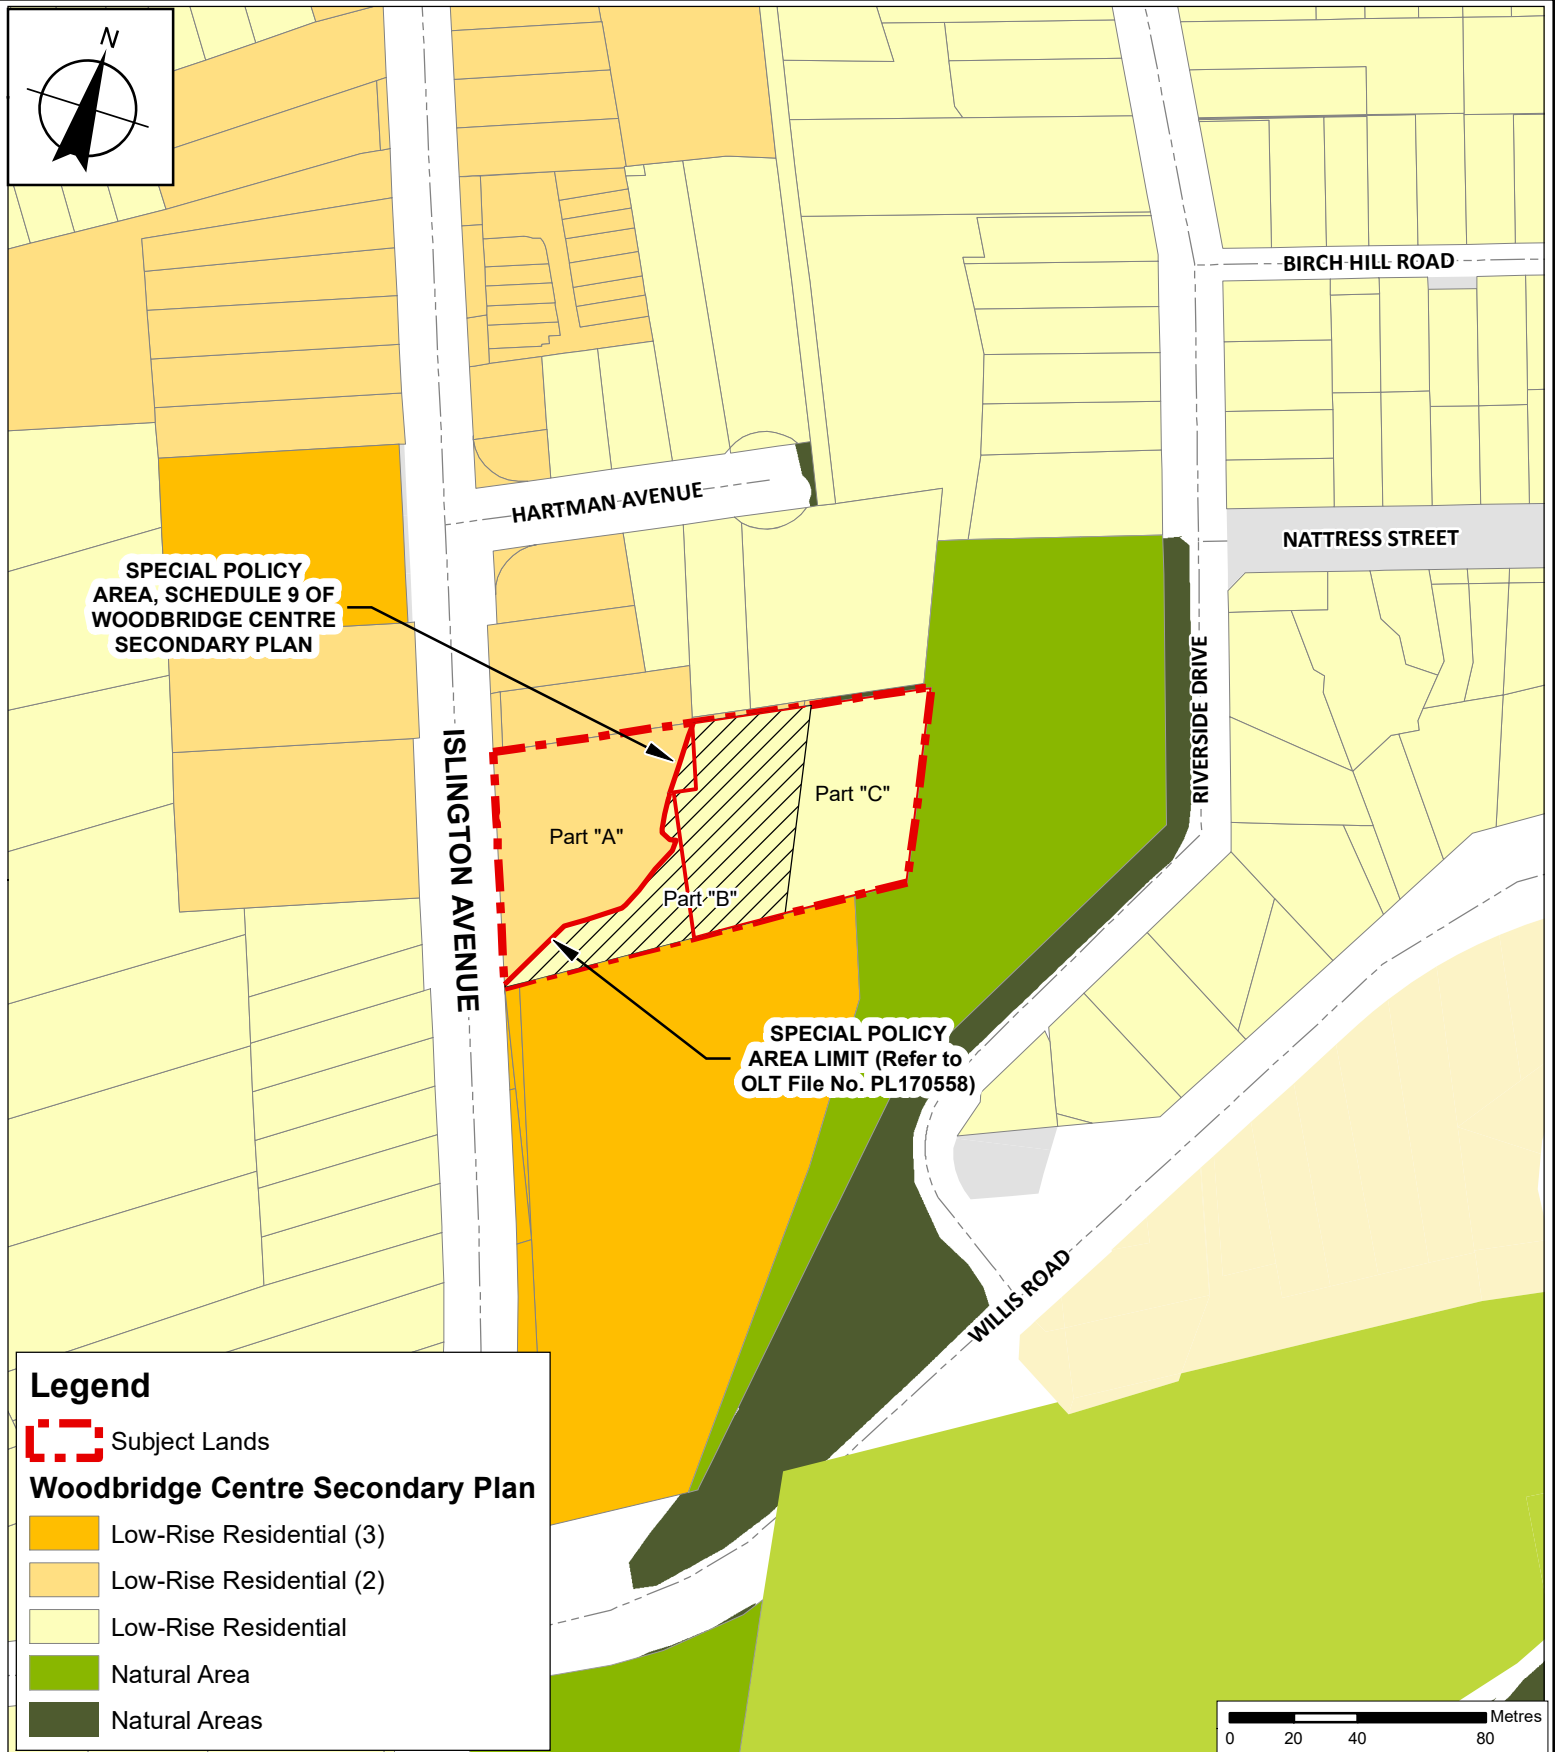 N
BIRCH HILL ROAD
HARTMAN AVENUE
NATTRESS STREET
SPECIAL POLICY
AREA, SCHEDULE 9 OF
WOODBRIDGE CENTRE
SECONDARY PLAN
RIVERSIDE DRIVE
ISLINGTON AVENUE
Part "C"
Part "A"
Part "B"
SPECIAL POLICY
AREA LIMIT (Refer to
OLT File No. PL170558)
WILLIS ROAD
Legend
Subject Lands
Woodbridge Centre Secondary Plan
Low-Rise Residential (3)
Low-Rise Residential (2)
Low-Rise Residential
Natural Area
Natural Areas
Metres
0 20 40 80